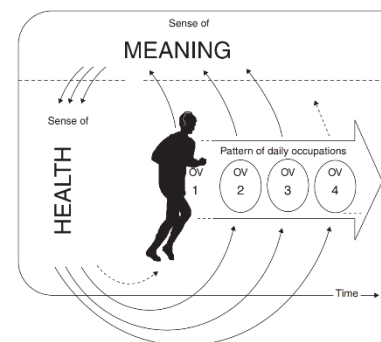 Sense of
MEANING
Sense of
HEALTH
Pattern of daily occupations
OV
1
OV
2
OV
3
OV
4
Time